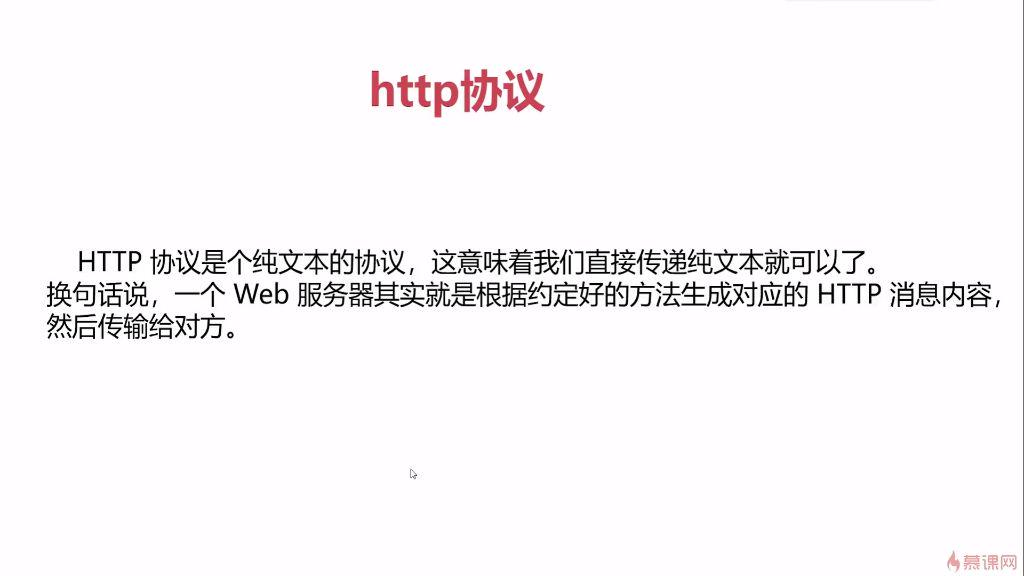 http协议
HTTP 协议是个纯文本的协议，这意味着我们直接传递纯文本就可以了。
换句话说，一个 Web 服务器其实就是根据约定好的方法生成对应的 HTTP 消息内容，
然后传输给对方。
慕课网